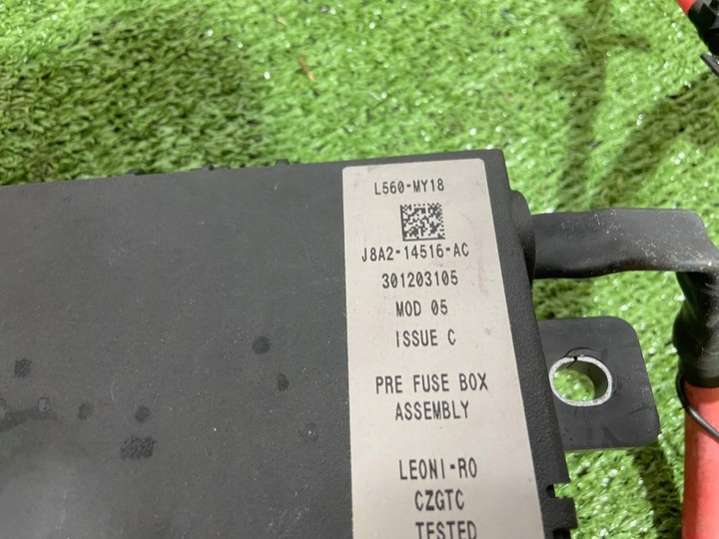 L560-MY18
J8A2-14516-AC
301203105
MOD 05
ISSUE C
PRE FUSE BOX
ASSEMBLY
LEONI-RO
CZGTC
TESTED